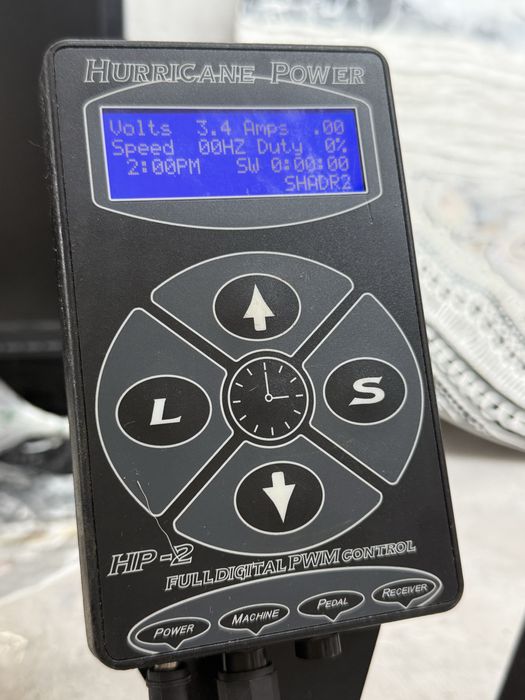 HURRICANE POWER
Volts 3.4 Amps .00
Speed 00HZ Duty 0%
2:00PM SW 0:00:00
SHADR2
L
S
HP-2
FULL DIGITAL PWM CONTROL
POWER MACHINE PEDAL RECEIVER